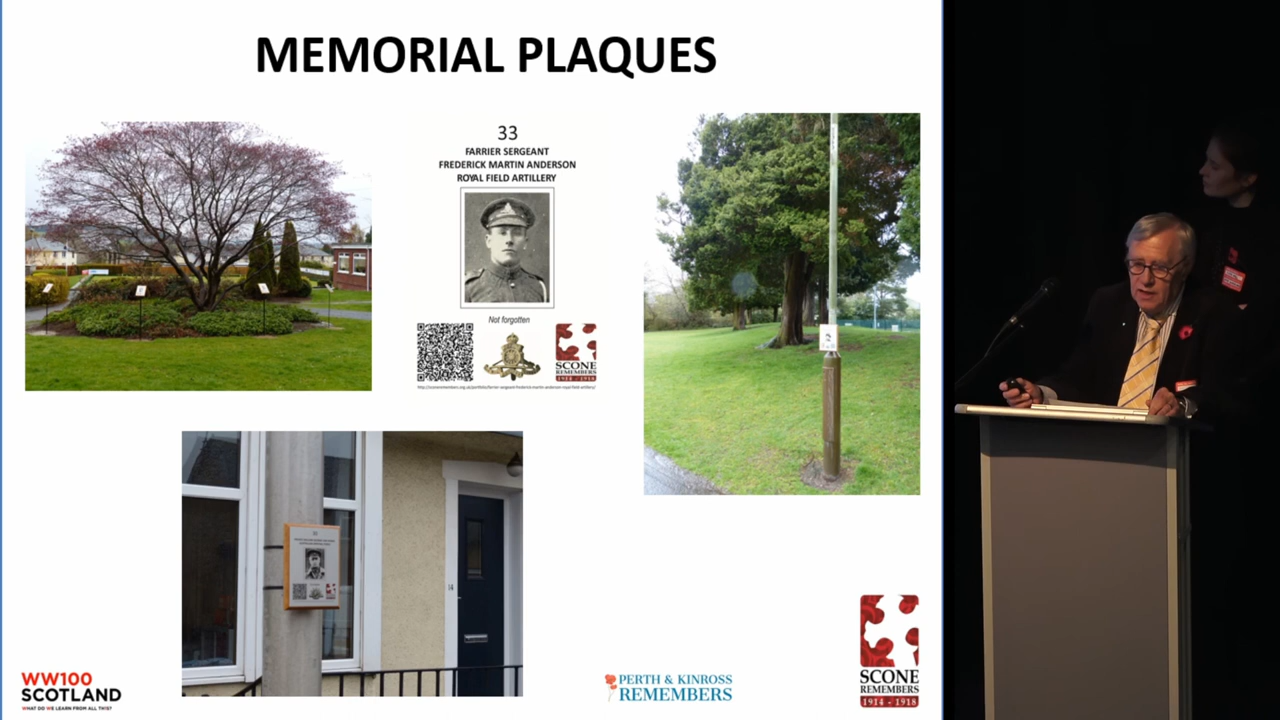 MEMORIAL PLAQUES
33
FARRIER SERGEANT
FREDERICK MARTIN ANDERSON
ROYAL FIELD ARTILLERY
Not forgotten
SCONE
REMEMBERS
1914 - 1918
14
WW100
SCOTLAND
WHAT DO WE LEARN FROM ALL THIS?
PERTH & KINROSS
REMEMBERS
SCONE
REMEMBERS
1914 - 1918